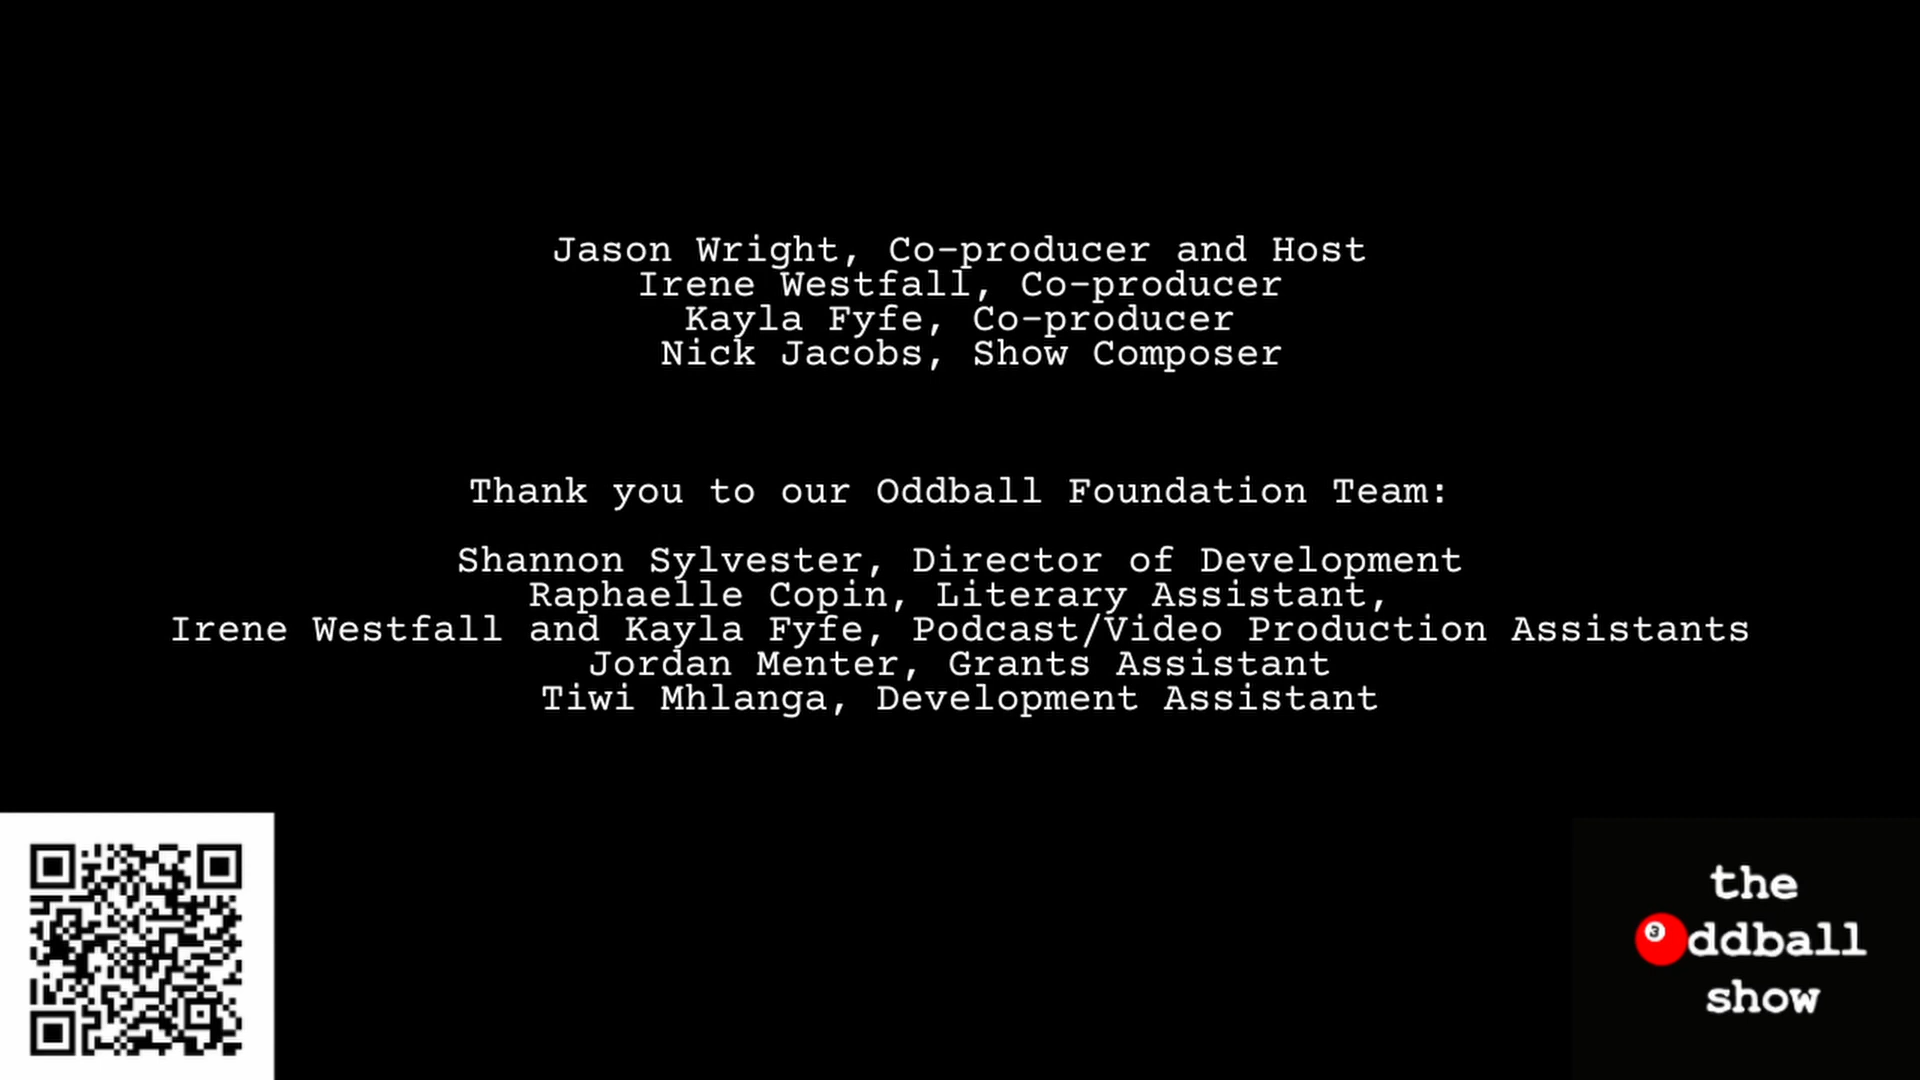 Jason Wright, Co-producer and Host
Irene Westfall, Co-producer
Kayla Fyfe, Co-producer
Nick Jacobs, Show Composer
Thank you to our Oddball Foundation Team:
Shannon Sylvester, Director of Development
Raphaelle Copin, Literary Assistant,
Irene Westfall and Kayla Fyfe, Podcast/Video Production Assistants
Jordan Menter, Grants Assistant
Tiwi Mhlanga, Development Assistant
the
3ddball
show